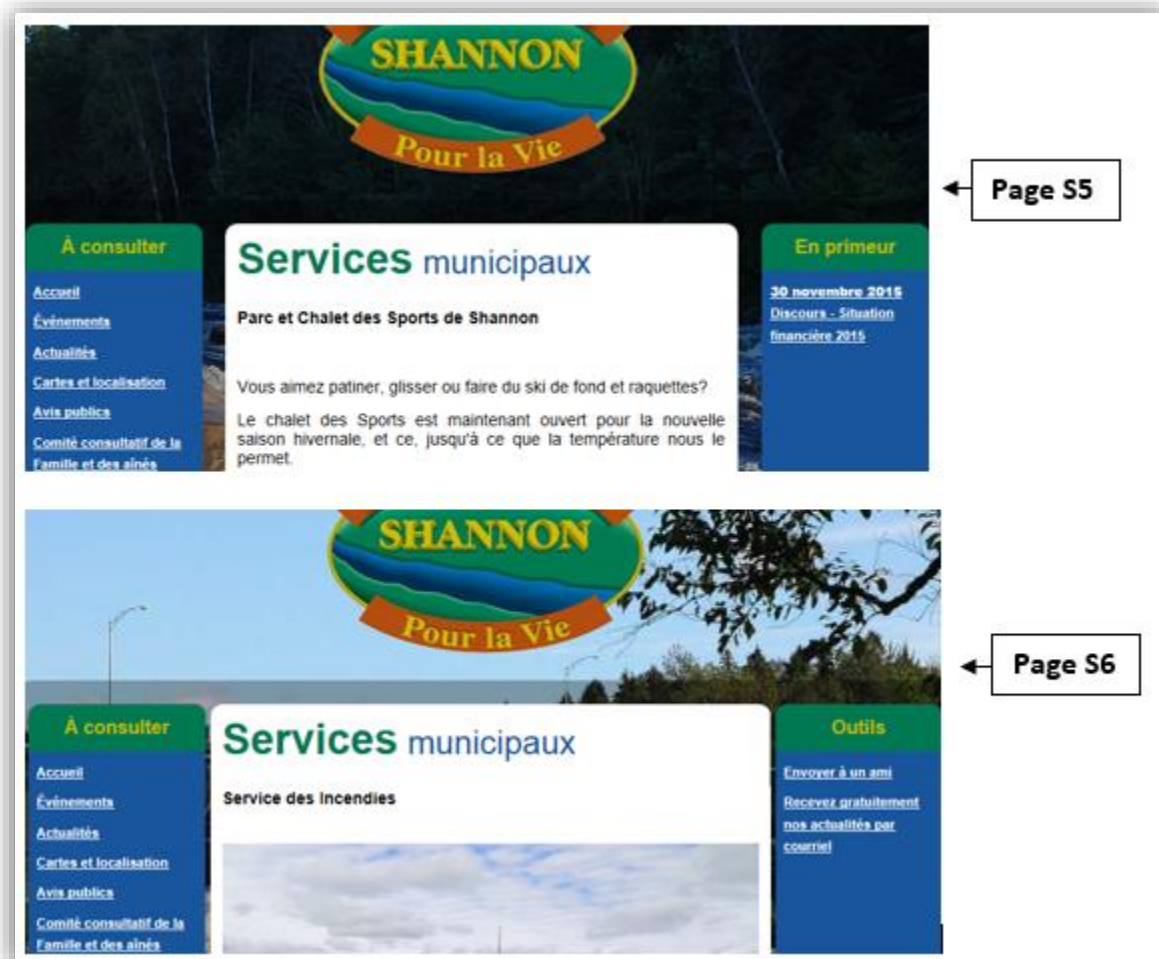 SHANNON
Pour la Vie
Page S5
À consulter
Accueil
Événements
Actualités
Cartes et localisation
Avis publics
Comité consultatif de la
Famille et des aînés
Services municipaux
Parc et Chalet des Sports de Shannon
Vous aimez patiner, glisser ou faire du ski de fond et raquettes?
Le chalet des Sports est maintenant ouvert pour la nouvelle
saison hivernale, et ce, jusqu'à ce que la température nous le
permet.
En primeur
30 novembre 2015
Discours - Situation
financière 2015
SHANNON
Pour la Vie
Page S6
À consulter
Accueil
Événements
Actualités
Cartes et localisation
Avis publics
Comité consultatif de la
Famille et des aînés
Services municipaux
Service des Incendies
Outils
Envoyer à un ami
Recevez gratuitement
nos actualités par
courriel